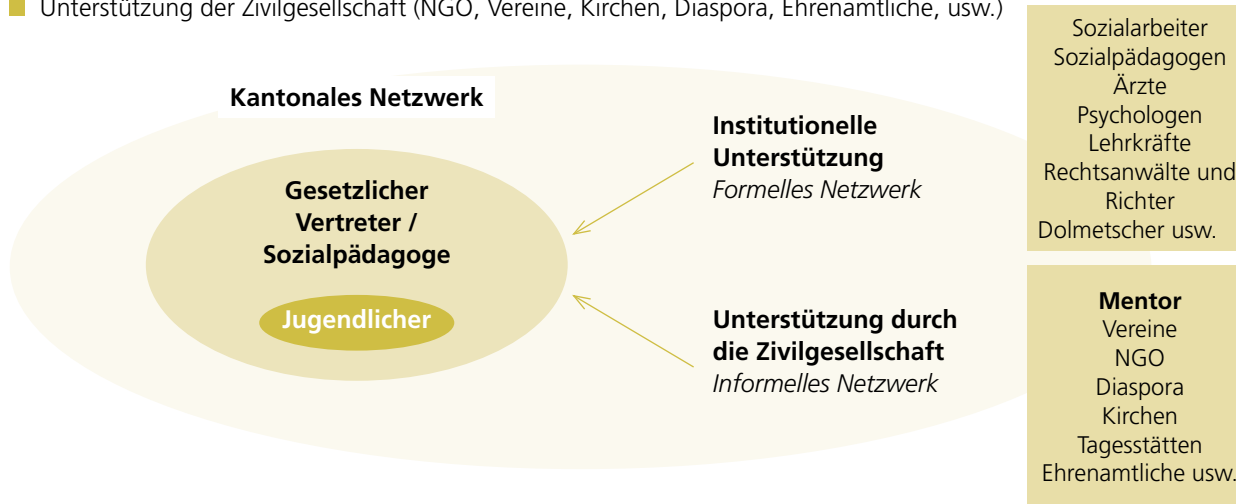 Unterstützung der Zivilgesellschaft (NGO, Vereine, Kirchen, Diaspora, Ehrenamtliche, usw.)
Kantonales Netzwerk
Gesetzlicher
Vertreter /
Sozialpädagoge
Jugendlicher
Institutionelle
Unterstützung
Formelles Netzwerk
Unterstützung durch
die Zivilgesellschaft
Informelles Netzwerk
Sozialarbeiter
Sozialpädagogen
Ärzte
Psychologen
Lehrkräfte
Rechtsanwälte und
Richter
Dolmetscher usw.
Mentor
Vereine
NGO
Diaspora
Kirchen
Tagesstätten
Ehrenamtliche usw.